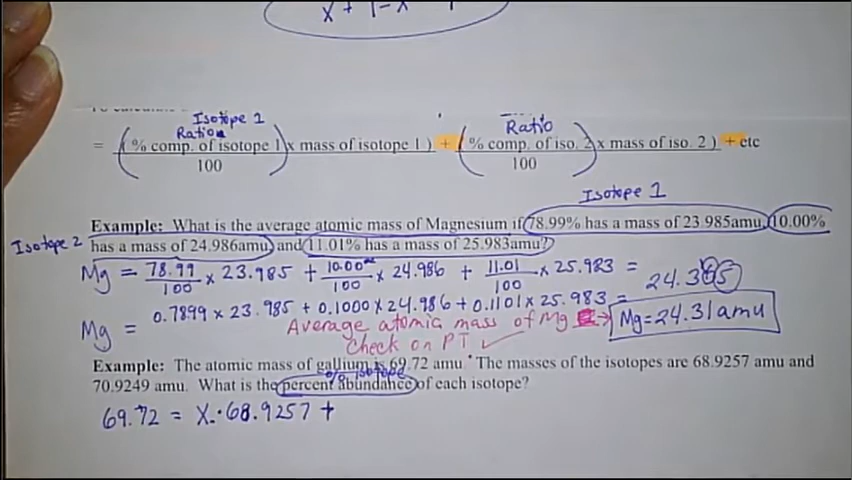 x + 1-x
Isotope 1
Ratio Ratio
= ( % comp. of isotope 1 x mass of isotope 1 ) + ( % comp. of iso. 2 x mass of iso. 2 ) + etc
100 100
Isotope 1
Example: What is the average atomic mass of Magnesium if 78.99% has a mass of 23.985amu, 10.00%
Isotope 2 has a mass of 24.986amu and 11.01% has a mass of 25.983amu?
Mg = 78.99/100 x 23.985 + 10.00/100 x 24.986 + 11.01/100 x 25.983 = 24.305
Mg = 0.7899 x 23.985 + 0.1000 x 24.986 + 0.1101 x 25.983 =
Average atomic mass of Mg → Mg = 24.31 amu
Check on PT ✓
Example: The atomic mass of gallium is 69.72 amu. The masses of the isotopes are 68.9257 amu and
% isotope
70.9249 amu. What is the percent abundance of each isotope?
69.72 = X · 68.9257 +